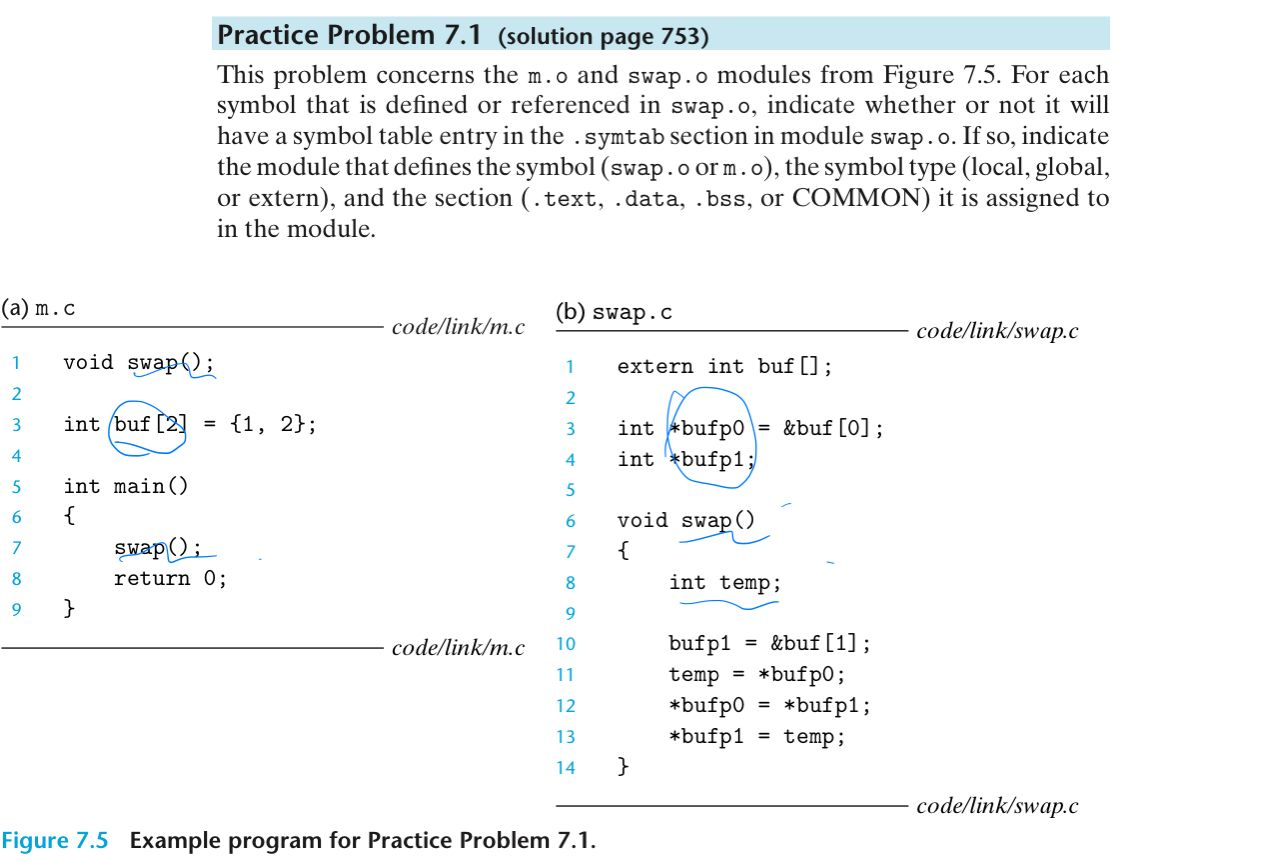 Practice Problem 7.1 (solution page 753)
This problem concerns the m.o and swap.o modules from Figure 7.5. For each
symbol that is defined or referenced in swap.o, indicate whether or not it will
have a symbol table entry in the .symtab section in module swap.o. If so, indicate
the module that defines the symbol (swap.o or m.o), the symbol type (local, global,
or extern), and the section (.text, .data, .bss, or COMMON) it is assigned to
in the module.
(a) m.c
code/link/m.c
1 void swap();
2
3 int buf[2] = {1, 2};
4
5 int main()
6 {
7 swap();
8 return 0;
9 }
code/link/m.c
(b) swap.c
code/link/swap.c
1 extern int buf[];
2
3 int *bufp0 = &buf[0];
4 int *bufp1;
5
6 void swap()
7 {
8 int temp;
9
10 bufp1 = &buf[1];
11 temp = *bufp0;
12 *bufp0 = *bufp1;
13 *bufp1 = temp;
14 }
code/link/swap.c
Figure 7.5 Example program for Practice Problem 7.1.